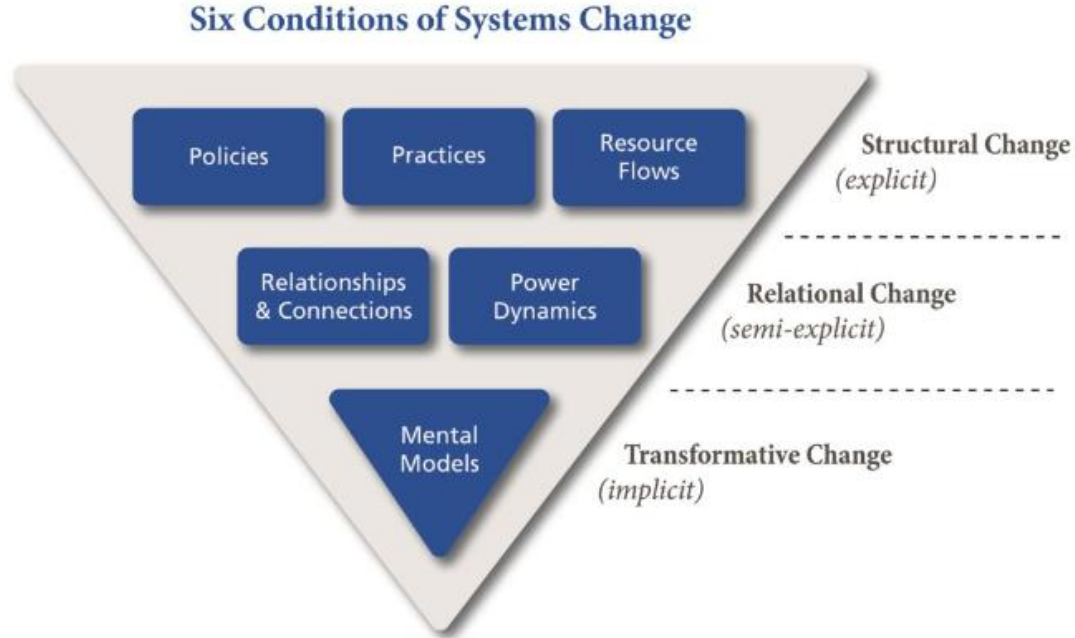 Six Conditions of Systems Change
Policies
Practices
Resource
Flows
Structural Change
(explicit)
Relationships
& Connections
Power
Dynamics
Relational Change
(semi-explicit)
Mental
Models
Transformative Change
(implicit)